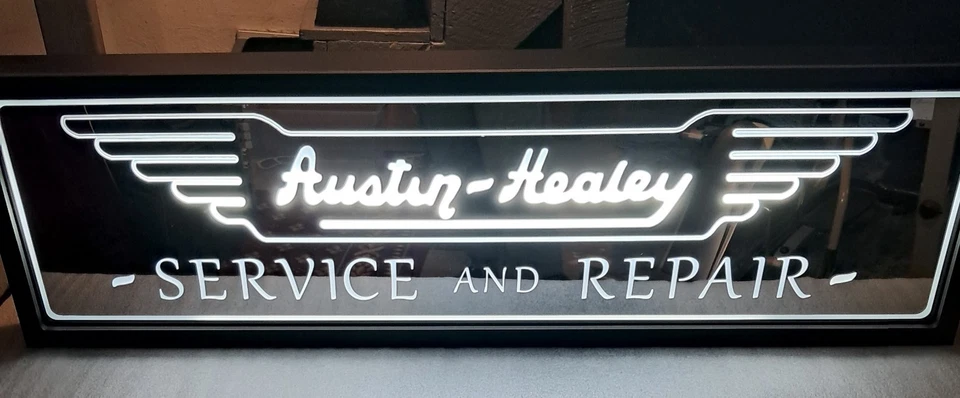 Austin-Healey
- SERVICE AND REPAIR -